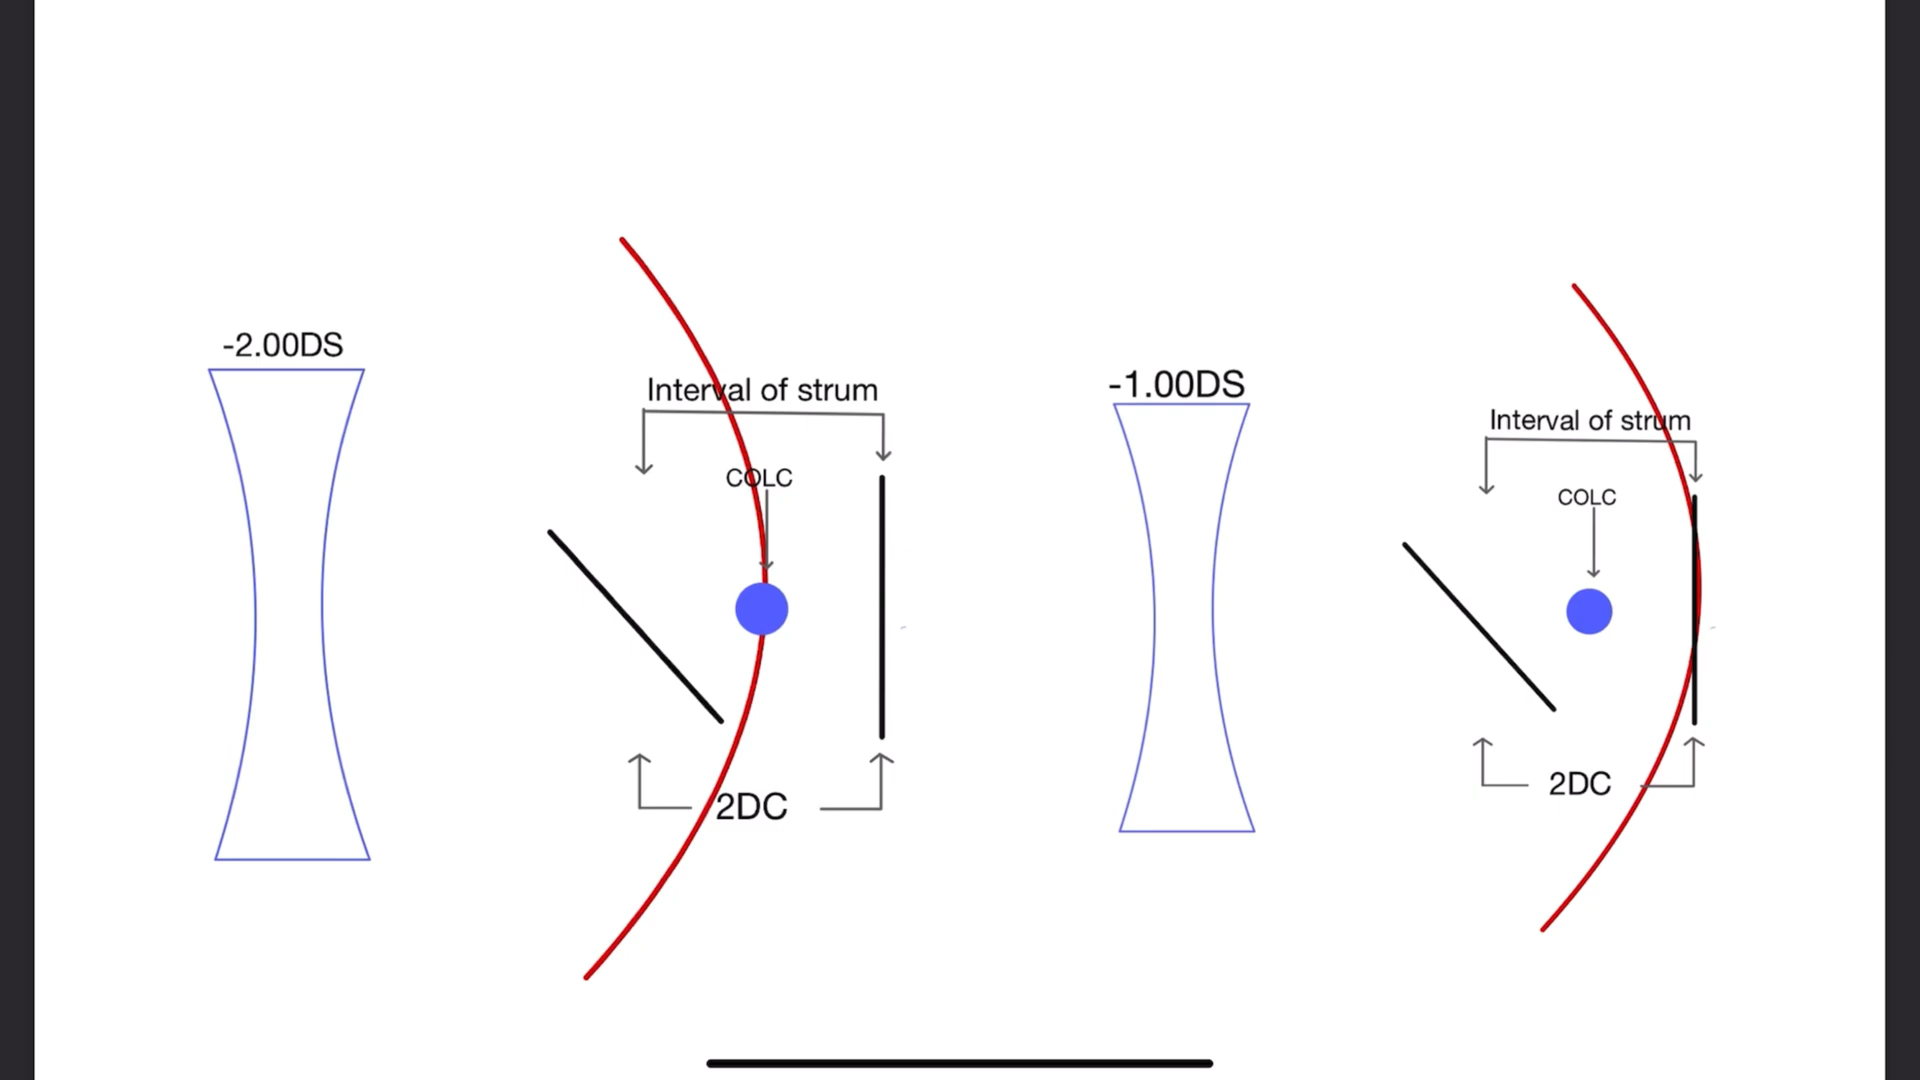 -2.00DS
Interval of strum
COLC
2DC
-1.00DS
Interval of strum
COLC
2DC